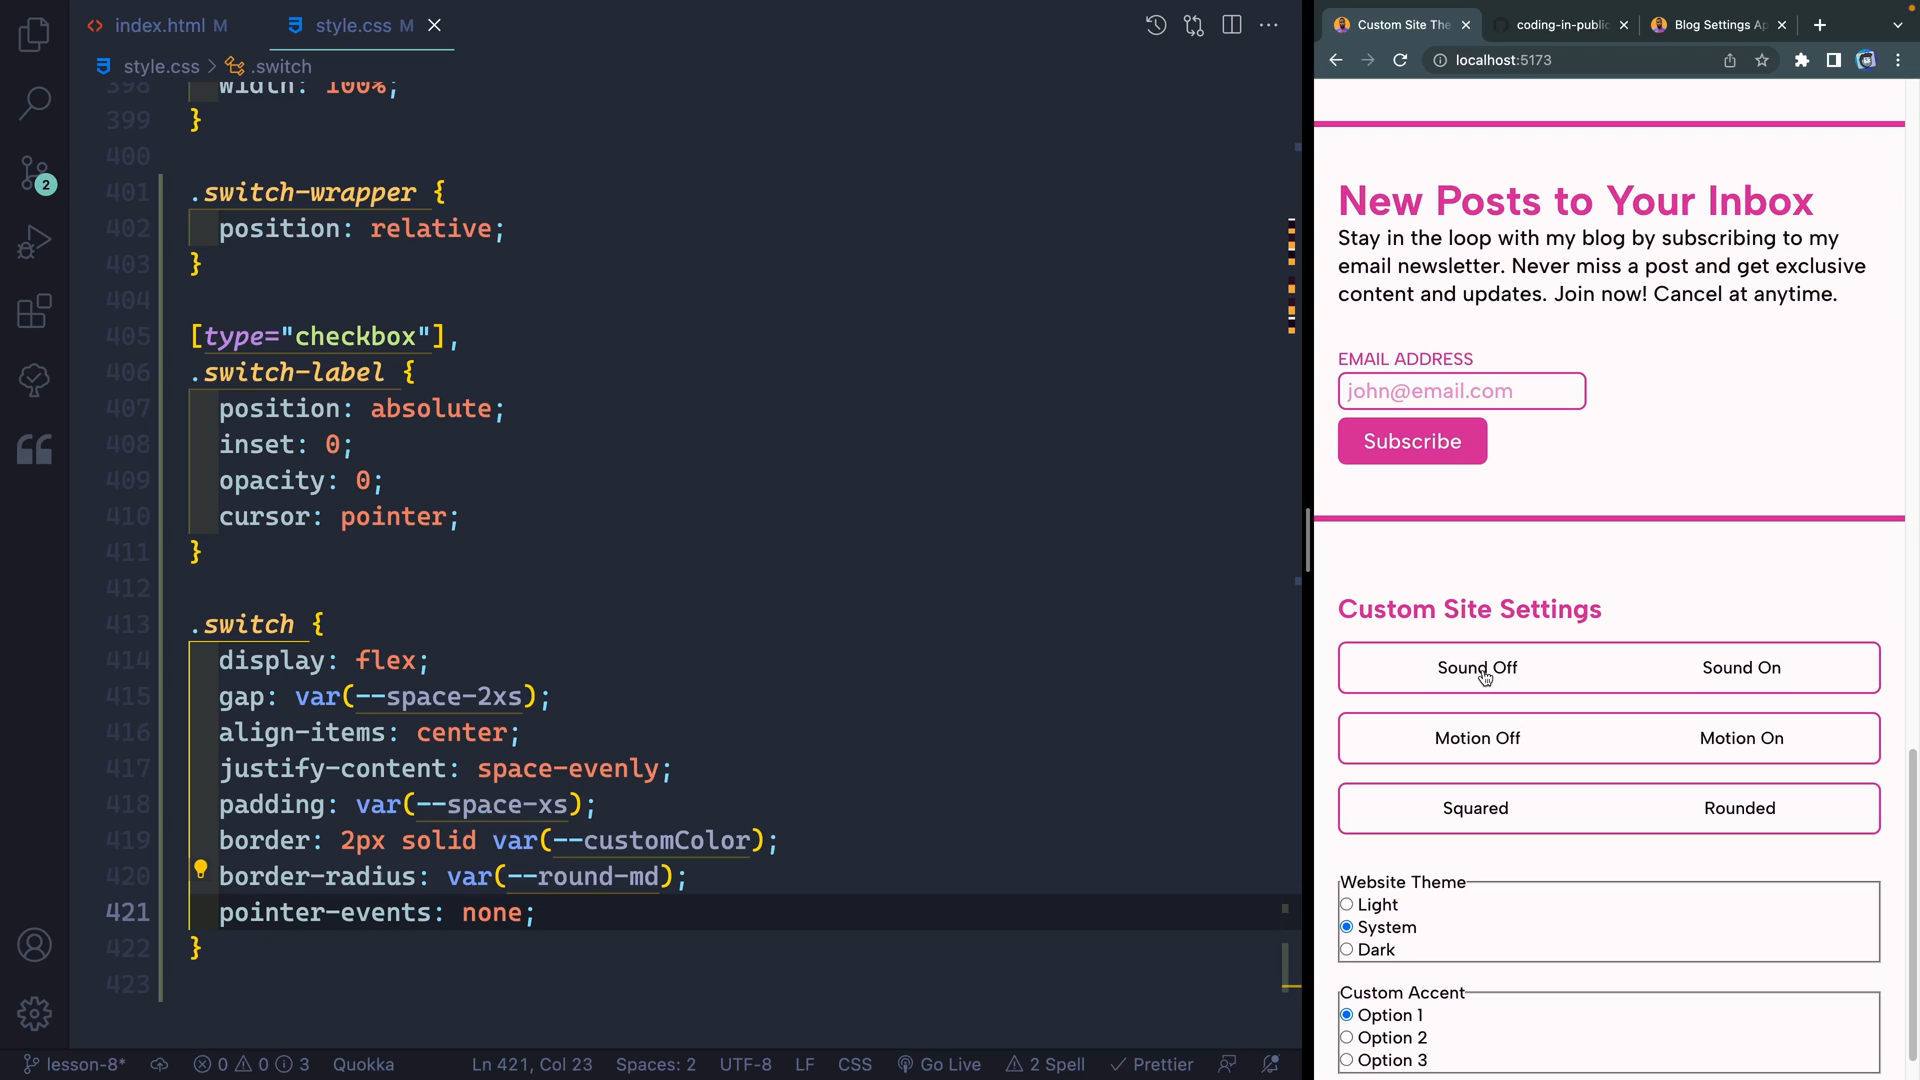 index.html M
style.css M
style.css > .switch
398 width: 100%;
399 }
400
401 .switch-wrapper {
402 position: relative;
403 }
404
405 [type="checkbox"],
406 .switch-label {
407 position: absolute;
408 inset: 0;
409 opacity: 0;
410 cursor: pointer;
411 }
412
413 .switch {
414 display: flex;
415 gap: var(--space-2xs);
416 align-items: center;
417 justify-content: space-evenly;
418 padding: var(--space-xs);
419 border: 2px solid var(--customColor);
420 border-radius: var(--round-md);
421 pointer-events: none;
422 }
423
2
lesson-8* 0 0 3 Quokka Ln 421, Col 23 Spaces: 2 UTF-8 LF CSS Go Live 2 Spell Prettier
Custom Site The
coding-in-public
Blog Settings Ap
localhost:5173
New Posts to Your Inbox
Stay in the loop with my blog by subscribing to my
email newsletter. Never miss a post and get exclusive
content and updates. Join now! Cancel at anytime.
EMAIL ADDRESS
john@email.com
Subscribe
Custom Site Settings
Sound Off Sound On
Motion Off Motion On
Squared Rounded
Website Theme
Light
System
Dark
Custom Accent
Option 1
Option 2
Option 3